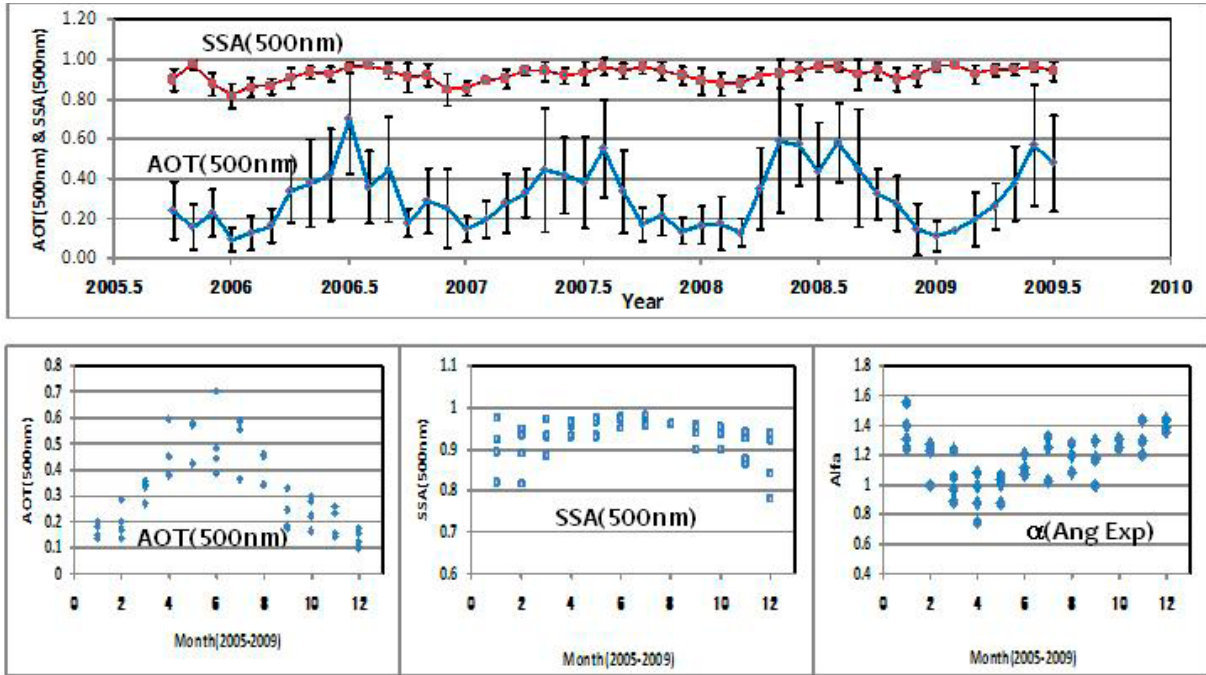 1.20
1.00
0.80
0.60
0.40
0.20
0.00
AOT(500nm) & SSA(500nm)
SSA(500nm)
AOT(500nm)
2005.5 2006 2006.5 2007 2007.5 2008 2008.5 2009 2009.5 2010
Year
0.8
0.7
0.6
0.5
0.4
0.3
0.2
0.1
0
AOT(500nm)
AOT(500nm)
0 2 4 6 8 10 12
Month(2005-2009)
1.1
1
0.9
0.8
0.7
0.6
SSA(500nm)
SSA(500nm)
0 2 4 6 8 10 12
Month(2005-2009)
1.8
1.6
1.4
1.2
1
0.8
0.6
0.4
Alfa
α(Ang Exp)
0 2 4 6 8 10 12
Month(2005-2009)